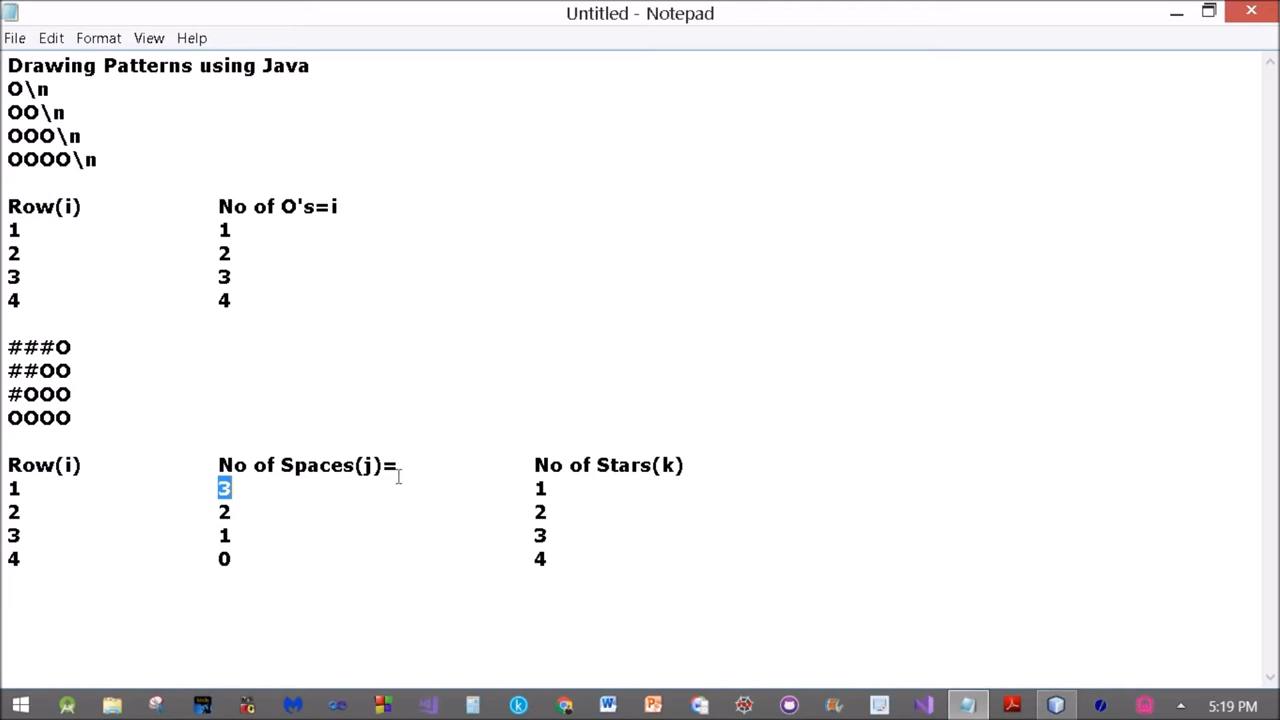 Untitled - Notepad
File Edit Format View Help
Drawing Patterns using Java
O\n
OO\n
OOO\n
OOOO\n
Row(i) No of O's=i
1 1
2 2
3 3
4 4
###O
##OO
#OOO
OOOO
Row(i) No of Spaces(j)= No of Stars(k)
1 3 1
2 2 2
3 1 3
4 0 4
5:19 PM